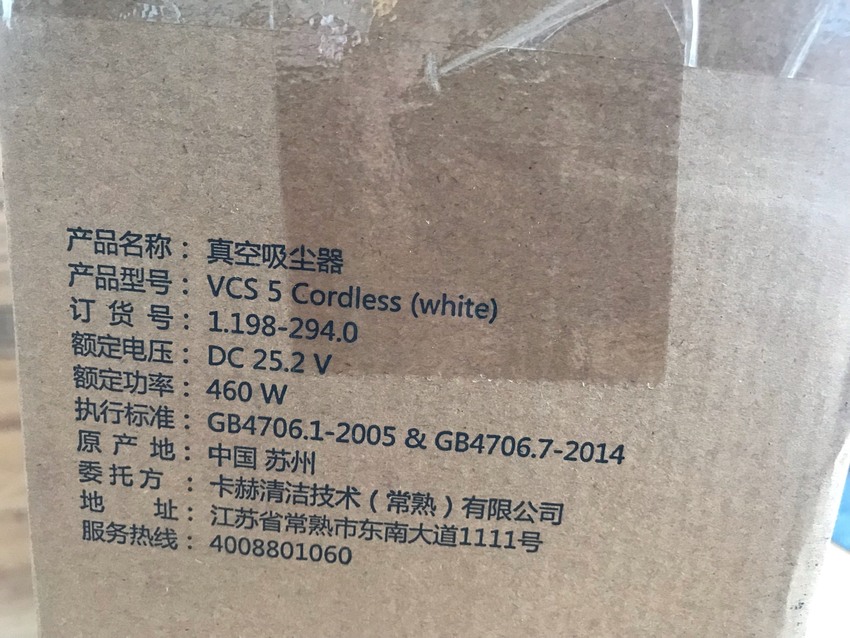 产品名称：真空吸尘器
产品型号：VCS 5 Cordless (white)
订货号：1.198-294.0
额定电压：DC 25.2 V
额定功率：460 W
执行标准：GB4706.1-2005 & GB4706.7-2014
原产地：中国 苏州
委托方：卡赫清洁技术（常熟）有限公司
地址：江苏省常熟市东南大道1111号
服务热线：4008801060